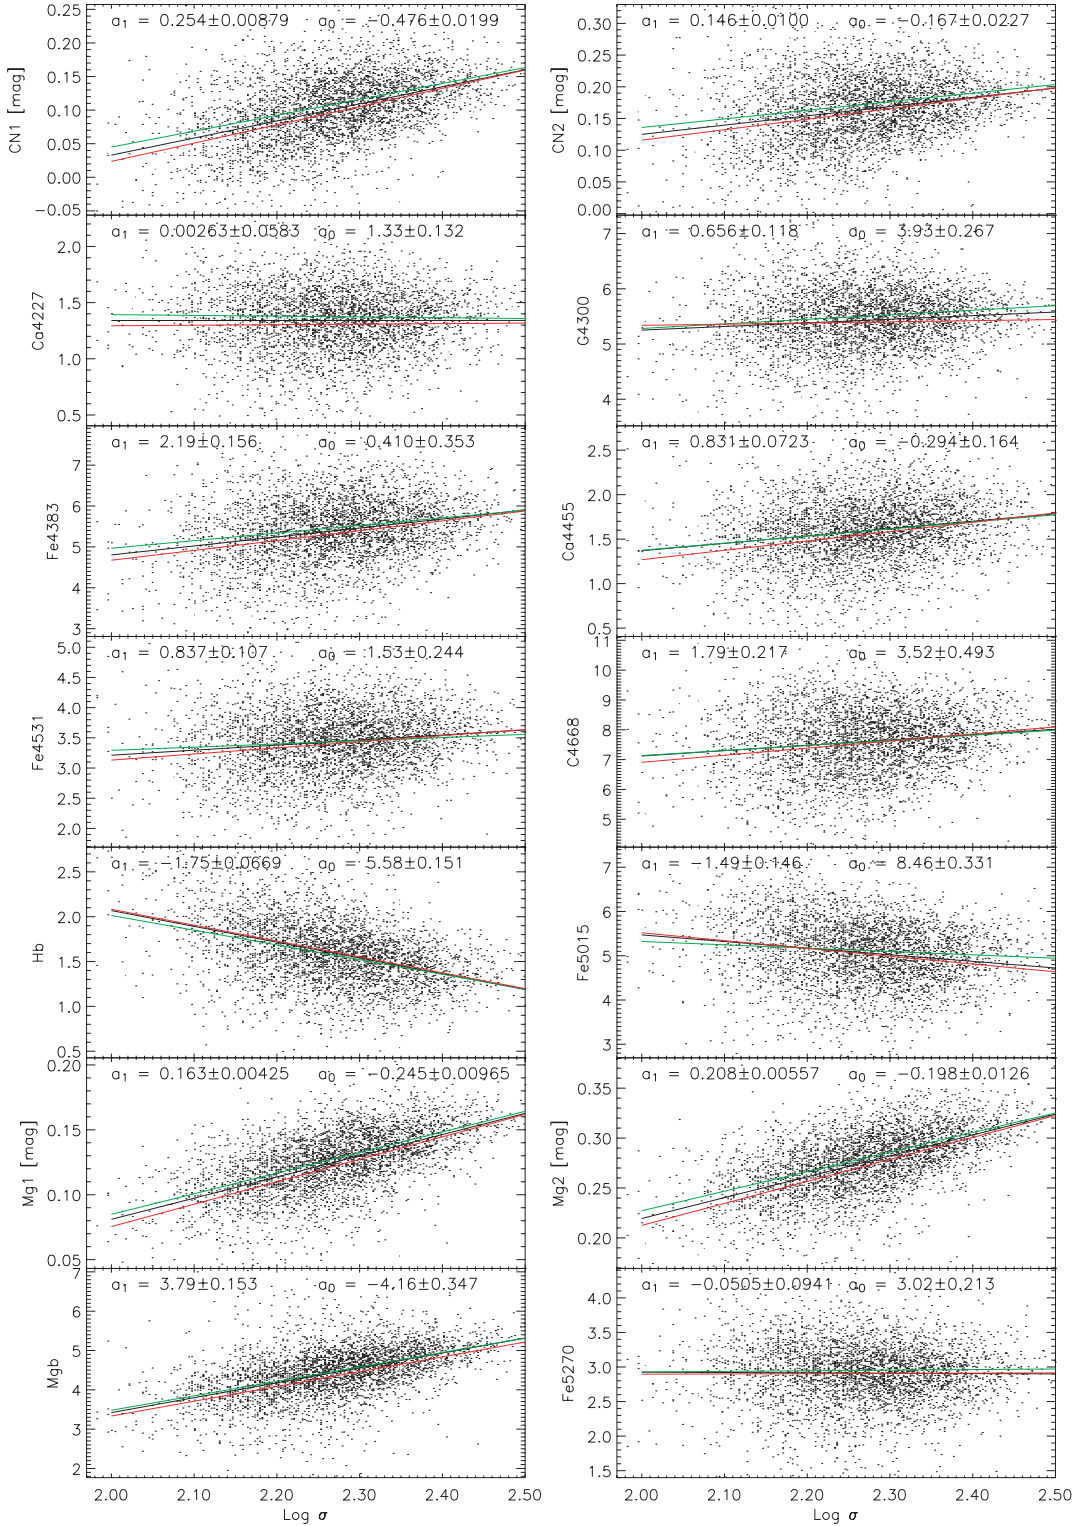 a1 = 0.254±0.00879 a0 = −0.476±0.0199
0.25
0.20
0.15
0.10
0.05
0.00
−0.05
CN1 [mag]
a1 = 0.146±0.0100 a0 = −0.167±0.0227
0.30
0.25
0.20
0.15
0.10
0.05
0.00
CN2 [mag]
a1 = 0.00263±0.0583 a0 = 1.33±0.132
2.0
1.5
1.0
0.5
Ca4227
a1 = 0.656±0.118 a0 = 3.93±0.267
7
6
5
4
G4300
a1 = 2.19±0.156 a0 = 0.410±0.353
7
6
5
4
3
Fe4383
a1 = 0.831±0.0723 a0 = −0.294±0.164
2.5
2.0
1.5
1.0
0.5
Ca4455
a1 = 0.837±0.107 a0 = 1.53±0.244
5.0
4.5
4.0
3.5
3.0
2.5
2.0
Fe4531
a1 = 1.79±0.217 a0 = 3.52±0.493
11
10
9
8
7
6
5
C4668
a1 = −1.75±0.0669 a0 = 5.58±0.151
2.5
2.0
1.5
1.0
0.5
Hb
a1 = −1.49±0.146 a0 = 8.46±0.331
7
6
5
4
3
Fe5015
a1 = 0.163±0.00425 a0 = −0.245±0.00965
0.20
0.15
0.10
0.05
Mg1 [mag]
a1 = 0.208±0.00557 a0 = −0.198±0.0126
0.35
0.30
0.25
0.20
Mg2 [mag]
a1 = 3.79±0.153 a0 = −4.16±0.347
7
6
5
4
3
2
Mgb
a1 = −0.0505±0.0941 a0 = 3.02±0.213
4.0
3.5
3.0
2.5
2.0
1.5
Fe5270
2.00 2.10 2.20 2.30 2.40 2.50
Log σ
2.00 2.10 2.20 2.30 2.40 2.50
Log σ